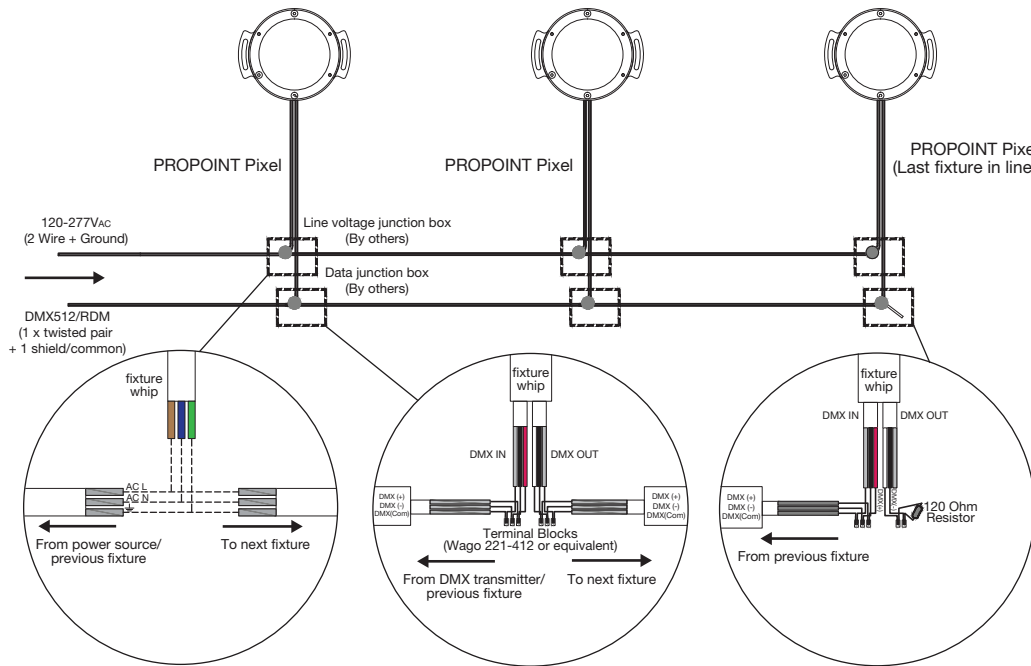 PROPOINT Pixel
PROPOINT Pixel
PROPOINT Pixe
(Last fixture in line
120-277VAC
(2 Wire + Ground)
Line voltage junction box
(By others)
Data junction box
(By others)
DMX512/RDM
(1 x twisted pair
+ 1 shield/common)
fixture
whip
AC L
AC N
From power source/
previous fixture
To next fixture
fixture
whip
DMX IN
DMX OUT
DMX (+)
DMX (-)
DMX(Com)
DMX (+)
DMX (-)
DMX(Com)
Terminal Blocks
(Wago 221-412 or equivalent)
From DMX transmitter/
previous fixture
To next fixture
fixture
whip
DMX IN
DMX OUT
DMX (+)
DMX (-)
DMX(Com)
DMX(+)
DMX(-)
120 Ohm
Resistor
From previous fixture